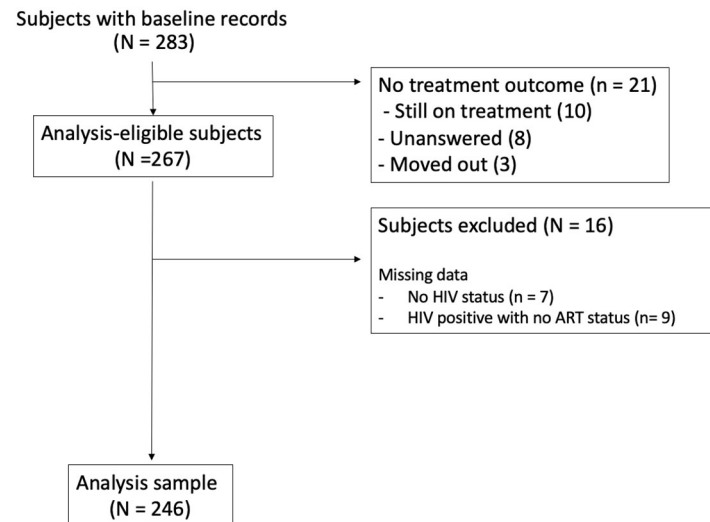 Subjects with baseline records
(N = 283)
No treatment outcome (n = 21)
- Still on treatment (10)
- Unanswered (8)
- Moved out (3)
Analysis-eligible subjects
(N =267)
Subjects excluded (N = 16)
Missing data
- No HIV status (n = 7)
- HIV positive with no ART status (n= 9)
Analysis sample
(N = 246)